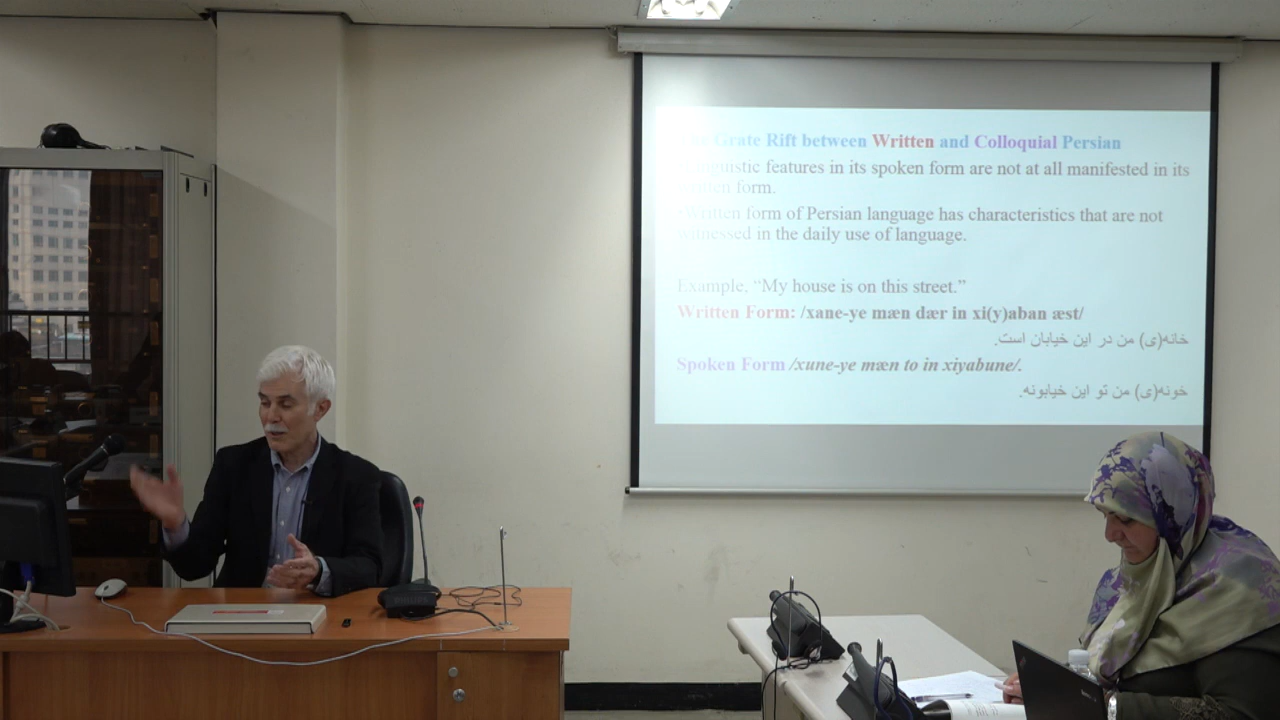 Grate Rift between Written and Colloquial Persian
features in its spoken form are not at all manifested in its
form.
Written form of Persian language has characteristics that are not
witnessed in the daily use of language.
Example, “My house is on this street.”
Written Form: /xane-ye mæn dær in xi(y)aban æst/
خانه(ی) من در این خیابان است.
Spoken Form /xune-ye mæn to in xiyabune/.
خونه(ی) من تو این خیابونه.